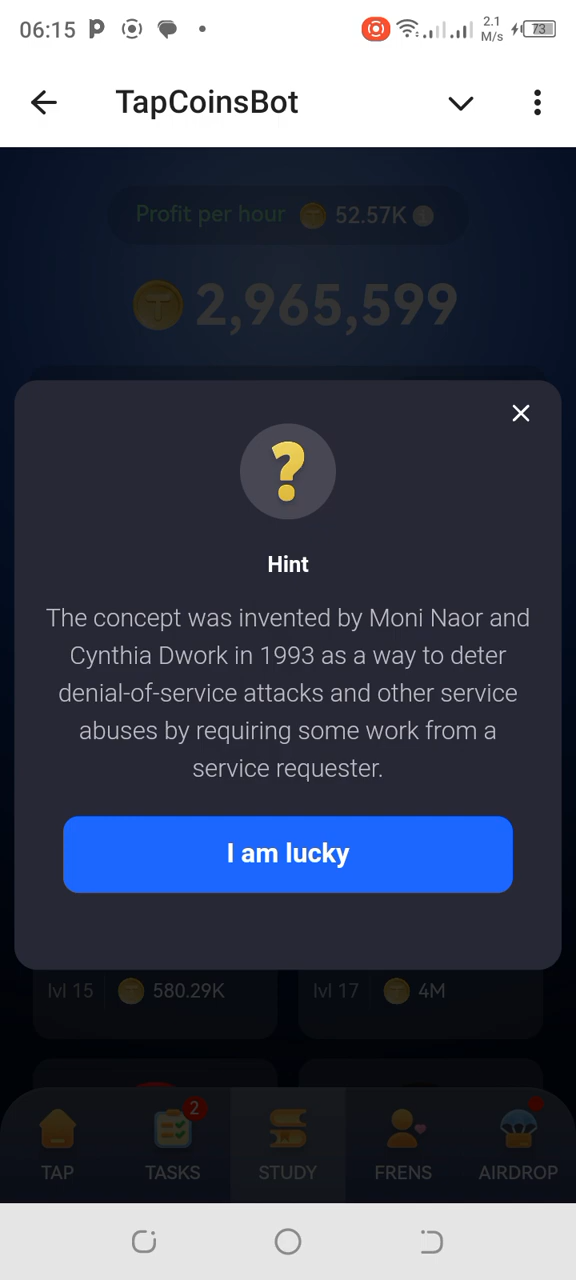 06:15
2.1
M/s
73
TapCoinsBot
Profit per hour 52.57K
2,965,599
Hint
The concept was invented by Moni Naor and
Cynthia Dwork in 1993 as a way to deter
denial-of-service attacks and other service
abuses by requiring some work from a
service requester.
I am lucky
lvl 15 580.29K lvl 17 4M
2
TAP TASKS STUDY FRENS AIRDROP